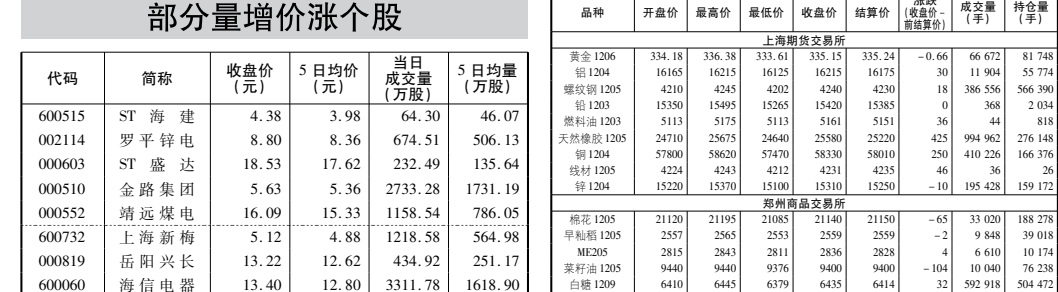 部分量增价涨个股
代码 简称 收盘价(元) 5日均价(元) 当日成交量(万股) 5日均量(万股)
600515 ST 海 建 4.38 3.98 64.30 46.07
002114 罗平锌电 8.80 8.36 674.51 506.13
000603 ST 盛 达 18.53 17.62 232.49 135.64
000510 金路集团 5.63 5.36 2733.28 1731.19
000552 靖远煤电 16.09 15.33 1158.54 786.05
600732 上海新梅 5.12 4.88 1218.58 564.98
000819 岳阳兴长 13.22 12.62 434.92 251.17
600060 海信电器 13.40 12.80 3311.78 1618.90
品种 开盘价 最高价 最低价 收盘价 结算价 涨跌(收盘价-前结算价) 成交量(手) 持仓量(手)
上海期货交易所
黄金1206 334.18 336.38 333.61 335.15 335.24 -0.66 66 672 81 748
铝1204 16165 16215 16125 16215 16175 30 11 904 55 774
螺纹钢1205 4210 4245 4202 4240 4230 18 386 556 566 390
铅1203 15350 15495 15265 15420 15385 0 368 2 034
燃料油1203 5113 5175 5113 5161 5151 36 44 818
天然橡胶1205 24710 25675 24640 25580 25220 425 994 962 276 148
铜1204 57800 58620 57470 58330 58010 250 410 226 166 376
线材1205 4224 4243 4212 4231 4235 46 36 26
锌1204 15220 15370 15100 15310 15250 -10 195 428 159 172
郑州商品交易所
棉花1205 21120 21195 21085 21140 21150 -65 33 020 188 278
早籼稻1205 2557 2565 2553 2559 2559 -2 9 848 39 018
ME205 2815 2843 2811 2836 2828 4 6 610 10 174
菜籽油1205 9440 9440 9376 9400 9400 -104 10 040 76 238
白糖1209 6410 6445 6379 6435 6414 32 592 918 504 472